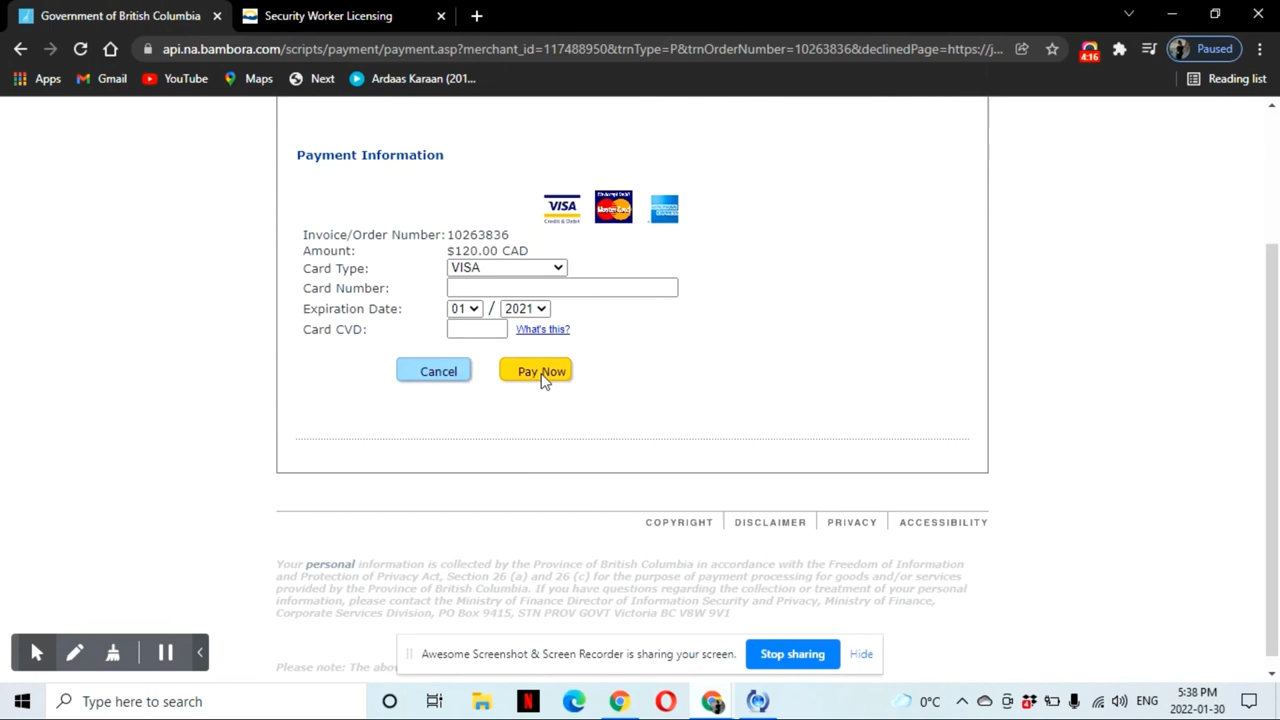 Government of British Columbia
Security Worker Licensing
api.na.bambora.com/scripts/payment/payment.asp?merchant_id=117488950&trnType=P&trnOrderNumber=10263836&declinedPage=https://j...
4:16
Paused
Apps
Gmail
YouTube
Maps
Next
Ardaas Karaan (201...
Reading list
Payment Information
VISA
Credit & Debit
MasterCard
Invoice/Order Number: 10263836
Amount: $120.00 CAD
Card Type: VISA
Card Number:
Expiration Date: 01 / 2021
Card CVD: What's this?
Cancel
Pay Now
COPYRIGHT
DISCLAIMER
PRIVACY
ACCESSIBILITY
Your personal information is collected by the Province of British Columbia in accordance with the Freedom of Information
and Protection of Privacy Act, Section 26 (a) and 26 (c) for the purpose of payment processing for goods and/or services
provided by the Province of British Columbia. If you have questions regarding the collection or treatment of your personal
information, please contact the Ministry of Finance Director of Information Security and Privacy, Ministry of Finance,
Corporate Services Division, PO Box 9415, STN PROV GOVT Victoria BC V8W 9V1
Please note: The abov
Awesome Screenshot & Screen Recorder is sharing your screen.
Stop sharing
Hide
Type here to search
0°C
ENG
5:38 PM
2022-01-30